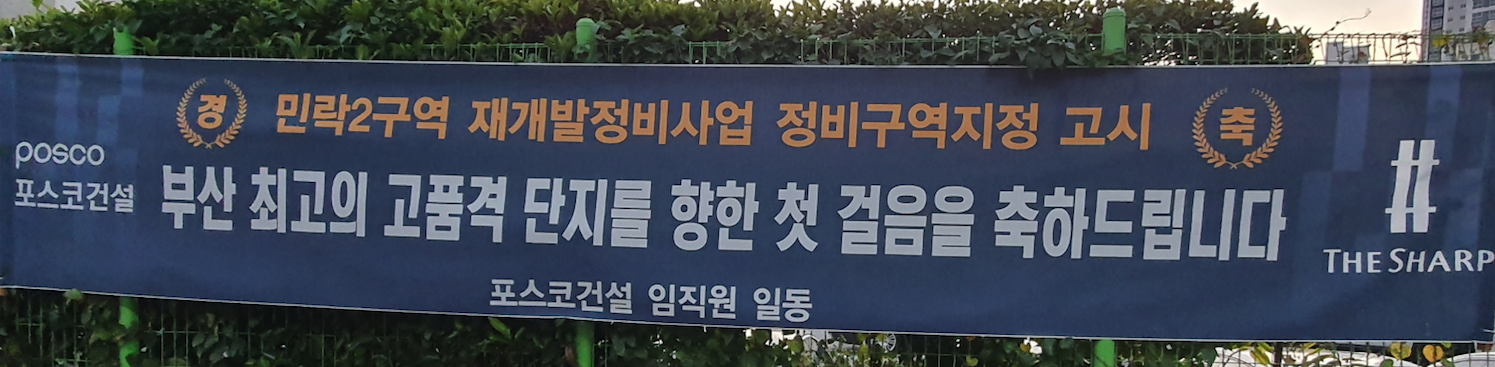 경 민락2구역 재개발정비사업 정비구역지정 고시 축
posco
포스코건설
부산 최고의 고품격 단지를 향한 첫 걸음을 축하드립니다
THE SHARP
포스코건설 임직원 일동